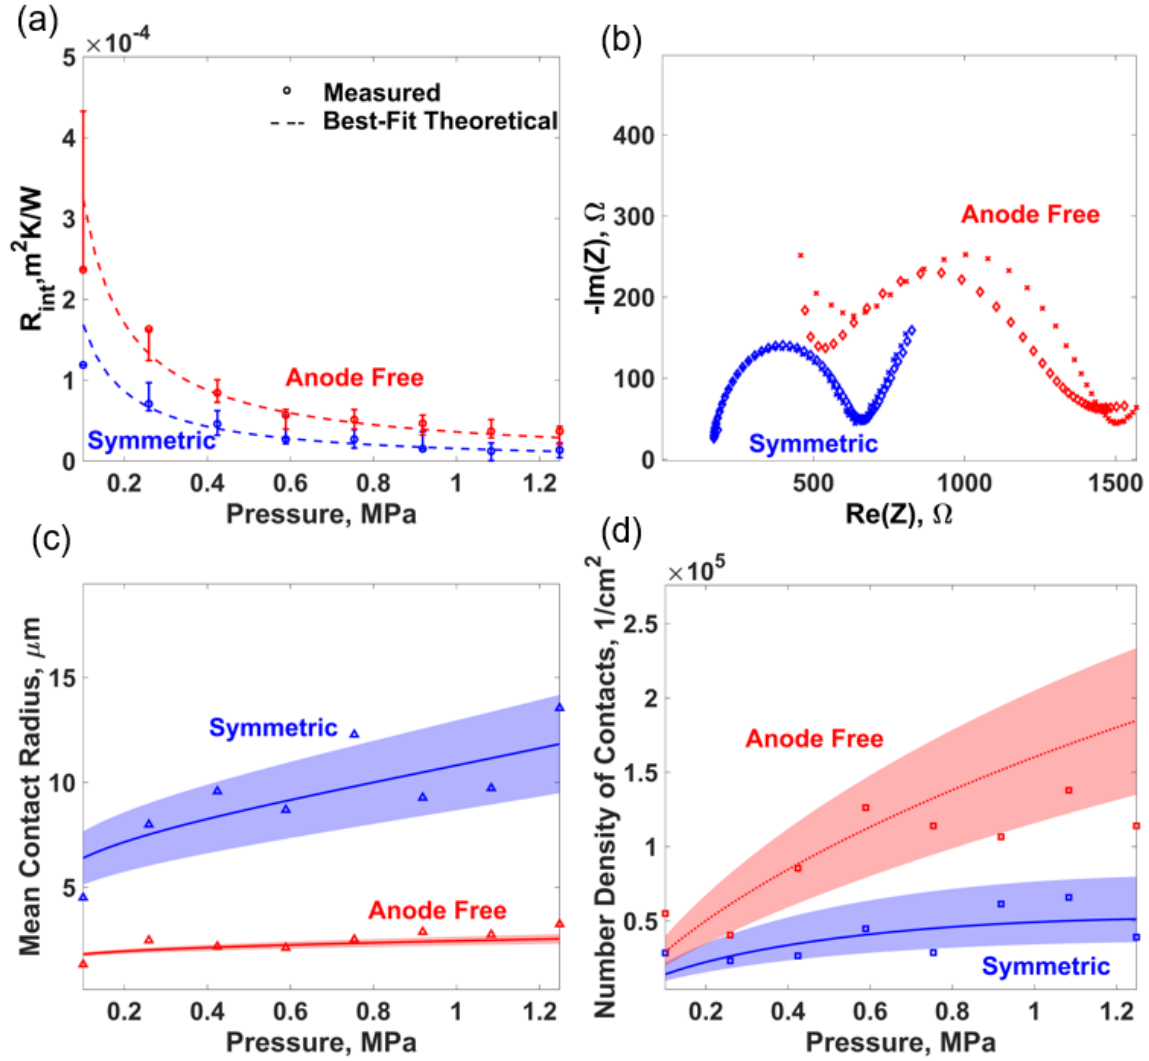 (a)
×10⁻⁴
5
4
3
2
1
0
R_int,m²K/W
Measured
Best-Fit Theoretical
Anode Free
Symmetric
0.2 0.4 0.6 0.8 1 1.2
Pressure, MPa
(b)
400
300
200
100
0
-Im(Z), Ω
Anode Free
Symmetric
500 1000 1500
Re(Z), Ω
(c)
15
10
5
Mean Contact Radius, μm
Symmetric
Anode Free
0.2 0.4 0.6 0.8 1 1.2
Pressure, MPa
(d)
×10⁵
2.5
2
1.5
1
0.5
Number Density of Contacts, 1/cm²
Anode Free
Symmetric
0.2 0.4 0.6 0.8 1.0 1.2
Pressure, MPa